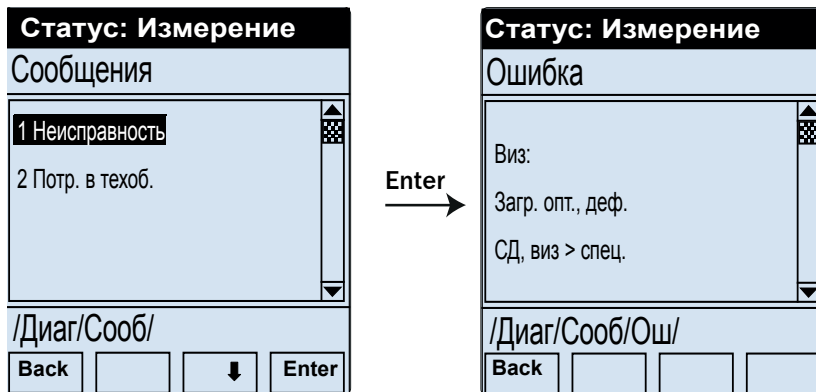 Статус: Измерение
Сообщения
1 Неисправность
2 Потр. в техоб.
/Диаг/Сооб/
Back
Enter
Enter
Статус: Измерение
Ошибка
Виз:
Загр. опт., деф.
СД, виз > спец.
/Диаг/Сооб/Ош/
Back